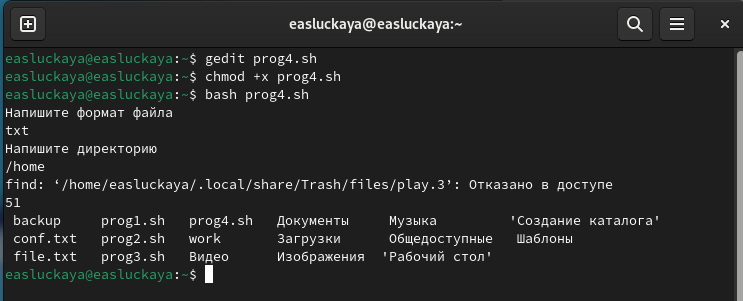 easluckaya@easluckaya:~
easluckaya@easluckaya:~$ gedit prog4.sh
easluckaya@easluckaya:~$ chmod +x prog4.sh
easluckaya@easluckaya:~$ bash prog4.sh
Напишите формат файла
txt
Напишите директорию
/home
find: ‘/home/easluckaya/.local/share/Trash/files/play.3’: Отказано в доступе
51
backup prog1.sh prog4.sh Документы Музыка 'Создание каталога'
conf.txt prog2.sh work Загрузки Общедоступные Шаблоны
file.txt prog3.sh Видео Изображения 'Рабочий стол'
easluckaya@easluckaya:~$